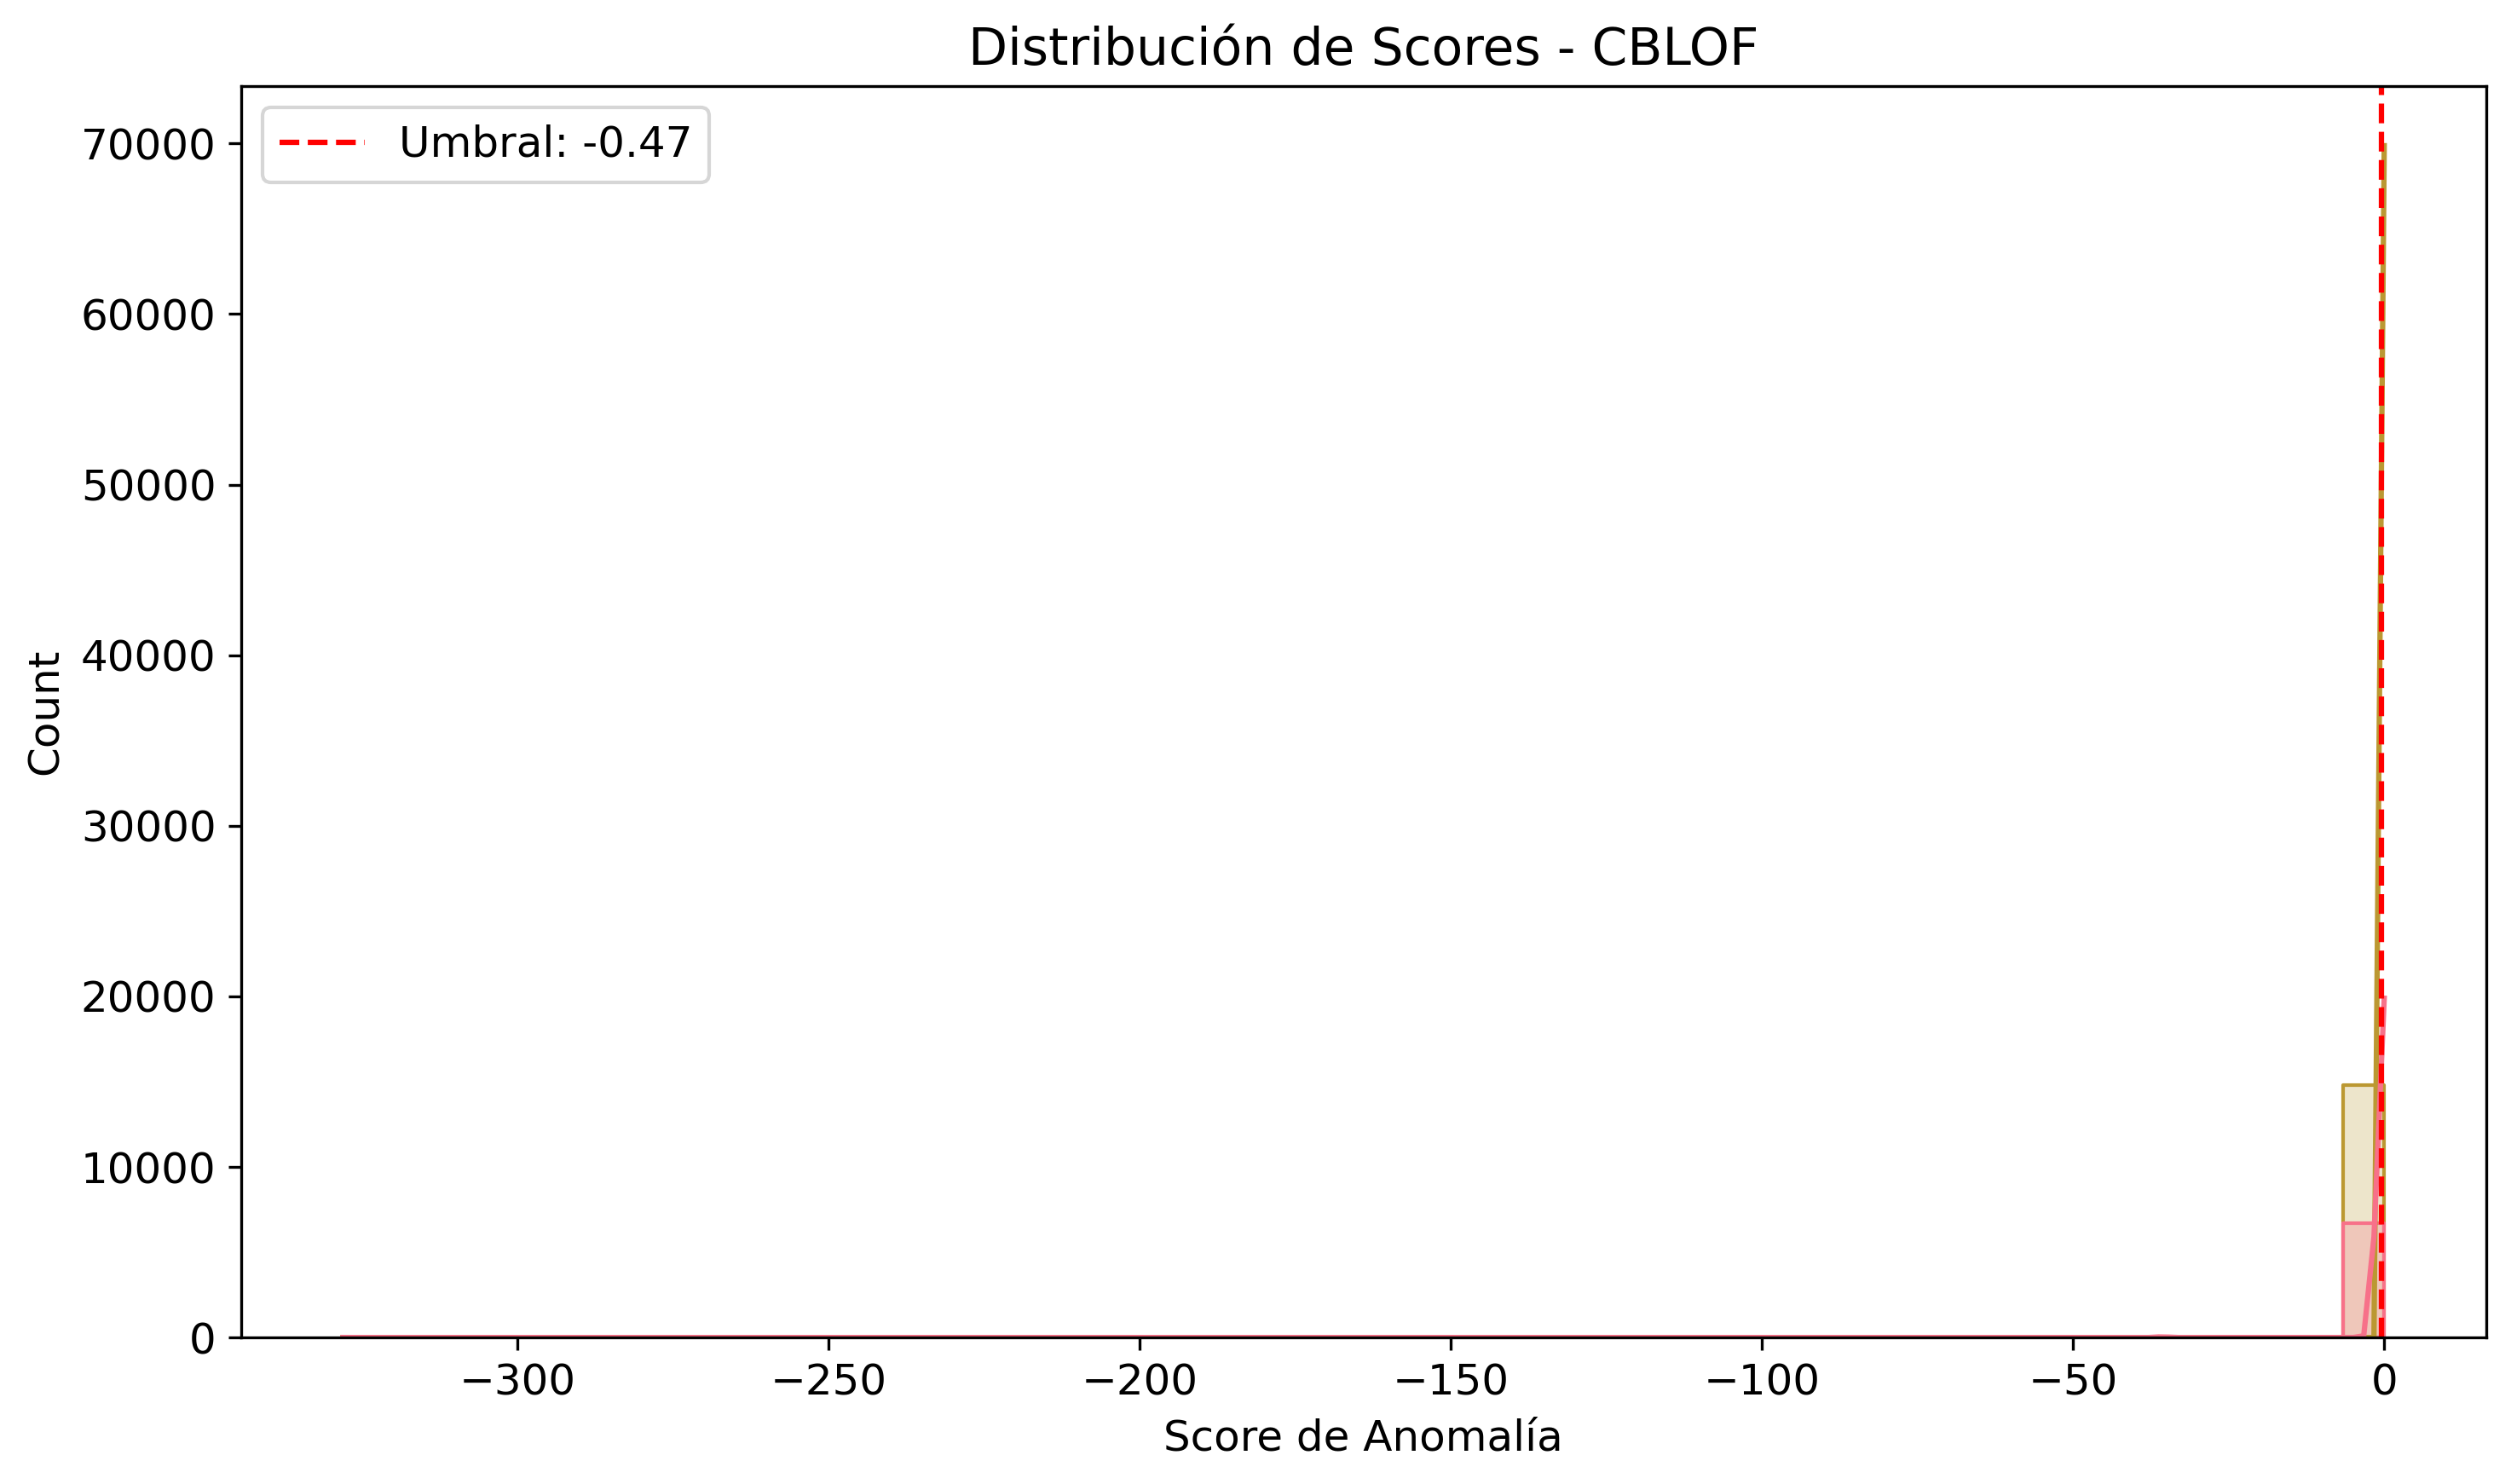 Distribución de Scores - CBLOF
Umbral: -0.47
70000
60000
50000
40000
30000
20000
10000
0
Count
−300 −250 −200 −150 −100 −50 0
Score de Anomalía